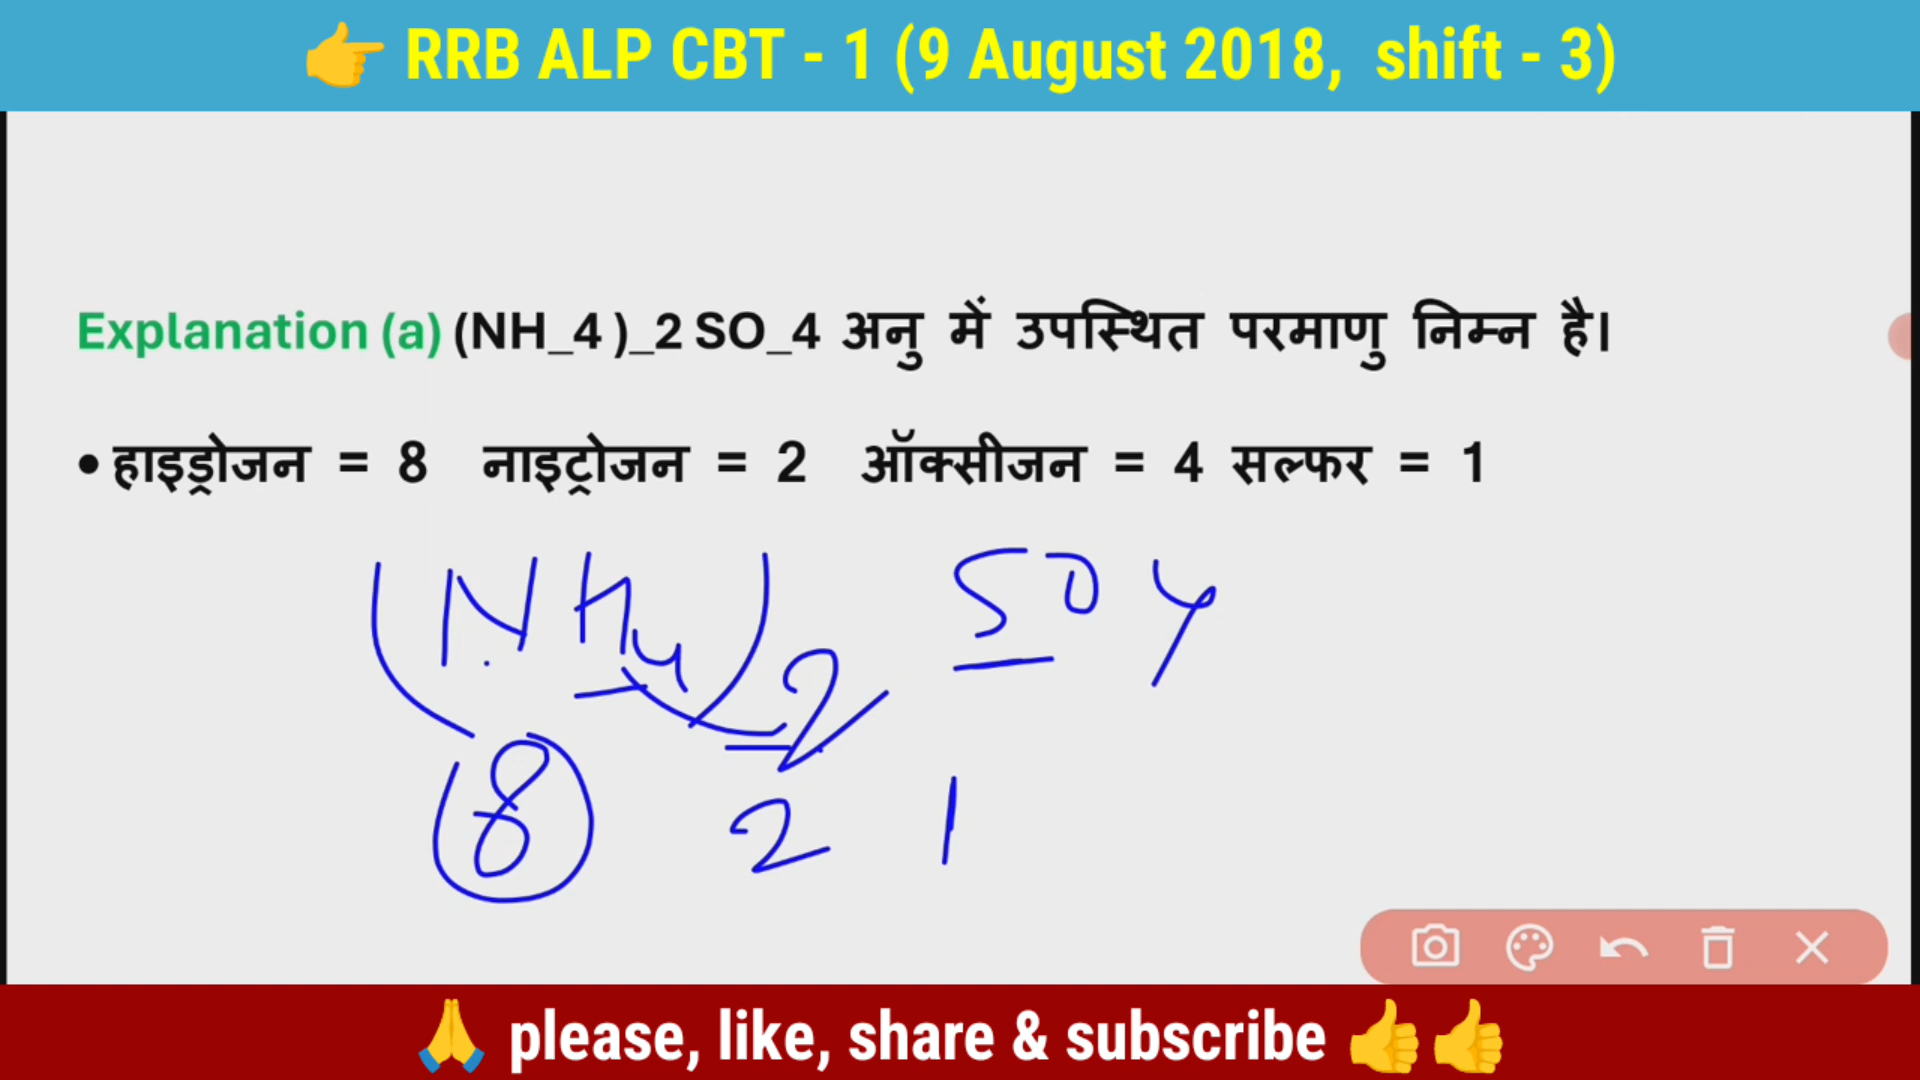 👉 RRB ALP CBT - 1 (9 August 2018, shift - 3)
Explanation (a) (NH_4 )_2 SO_4 अनु में उपस्थित परमाणु निम्न है।
• हाइड्रोजन = 8 नाइट्रोजन = 2 ऑक्सीजन = 4 सल्फर = 1
(NH4)2 SO4
8 2 1
🙏 please, like, share & subscribe 👍👍